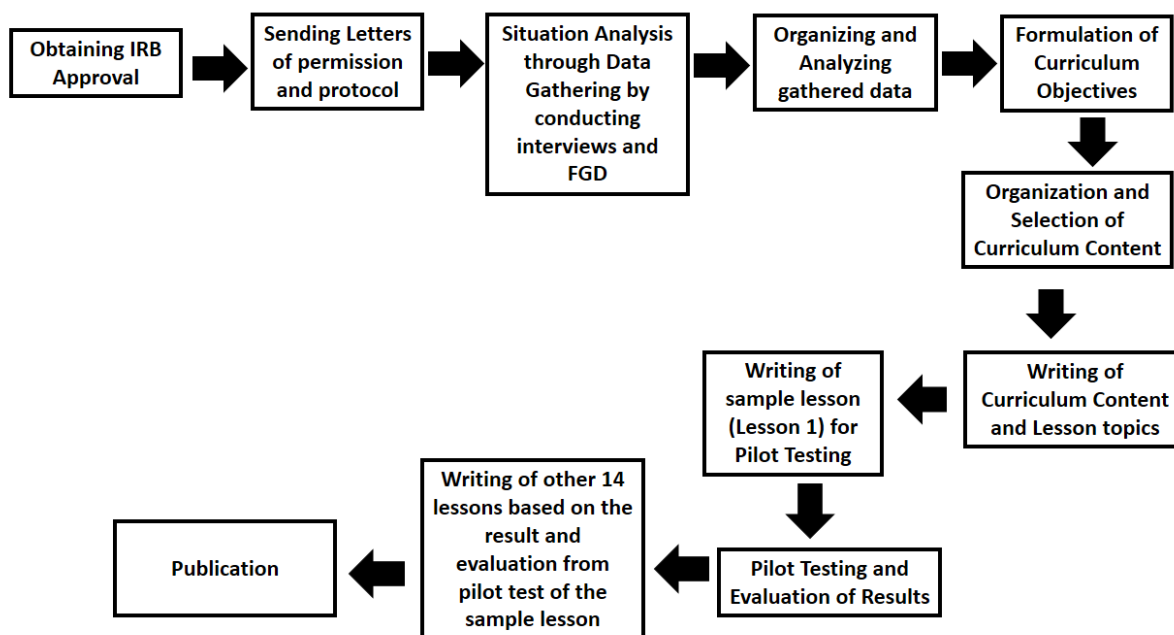 Obtaining IRB
Approval
Sending Letters
of permission
and protocol
Situation Analysis
through Data
Gathering by
conducting
interviews and
FGD
Organizing and
Analyzing
gathered data
Formulation of
Curriculum
Objectives
Organization and
Selection of
Curriculum Content
Writing of
Curriculum Content
and Lesson topics
Writing of
sample lesson
(Lesson 1) for
Pilot Testing
Pilot Testing and
Evaluation of Results
Writing of other 14
lessons based on the
result and
evaluation from
pilot test of the
sample lesson
Publication